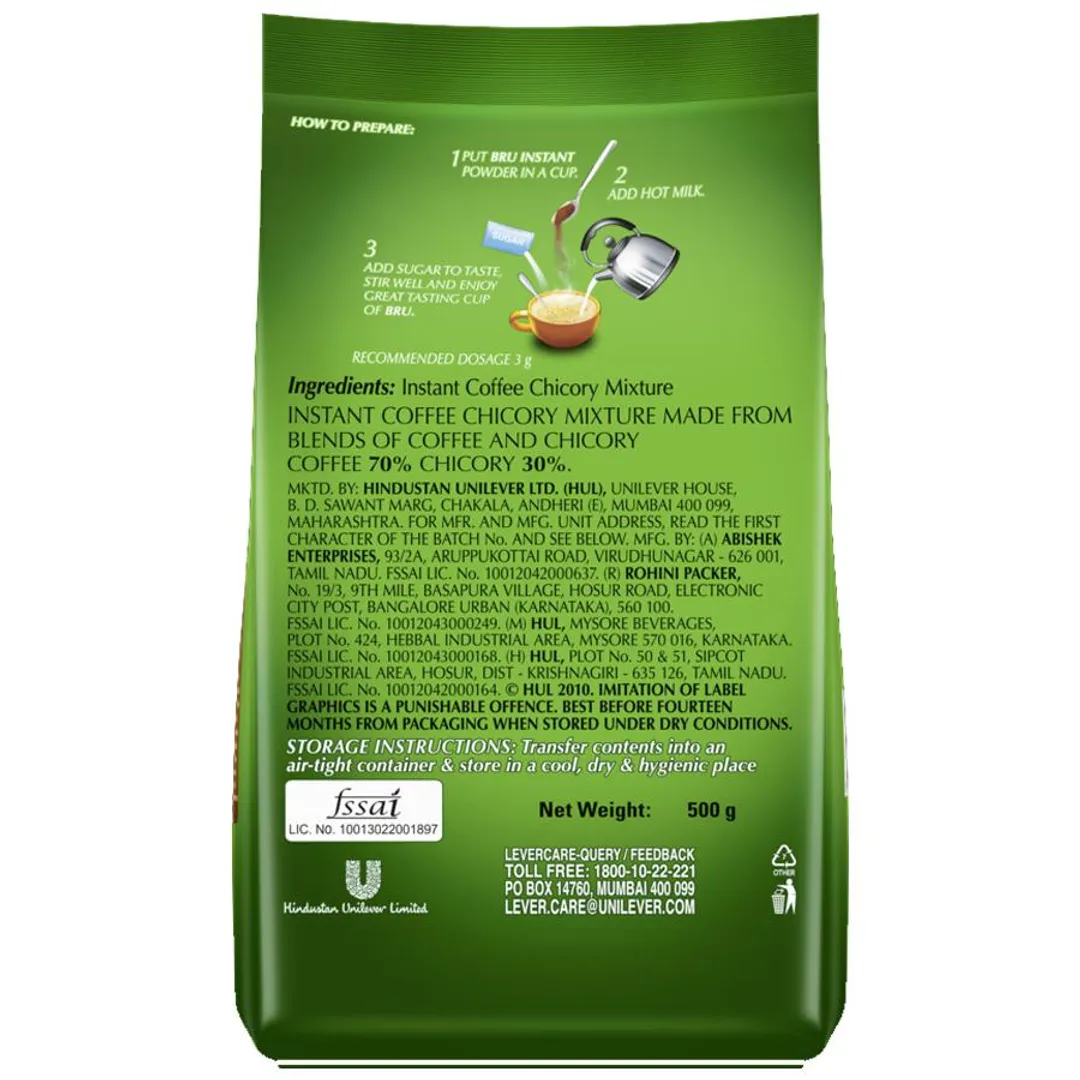 HOW TO PREPARE:
1 PUT BRU INSTANT
POWDER IN A CUP.
2
ADD HOT MILK.
SUGAR
3
ADD SUGAR TO TASTE,
STIR WELL AND ENJOY
GREAT TASTING CUP
OF BRU.
RECOMMENDED DOSAGE 3 g
Ingredients: Instant Coffee Chicory Mixture
INSTANT COFFEE CHICORY MIXTURE MADE FROM
BLENDS OF COFFEE AND CHICORY
COFFEE 70% CHICORY 30%.
MKTD. BY: HINDUSTAN UNILEVER LTD. (HUL), UNILEVER HOUSE,
B. D. SAWANT MARG, CHAKALA, ANDHERI (E), MUMBAI 400 099,
MAHARASHTRA. FOR MFR. AND MFG. UNIT ADDRESS, READ THE FIRST
CHARACTER OF THE BATCH No. AND SEE BELOW. MFG. BY: (A) ABISHEK
ENTERPRISES, 93/2A, ARUPPUKOTTAI ROAD, VIRUDHUNAGAR - 626 001,
TAMIL NADU. FSSAI LIC. No. 10012042000637. (R) ROHINI PACKER,
No. 19/3, 9TH MILE, BASAPURA VILLAGE, HOSUR ROAD, ELECTRONIC
CITY POST, BANGALORE URBAN (KARNATAKA), 560 100.
FSSAI LIC. No. 10012043000249. (M) HUL, MYSORE BEVERAGES,
PLOT No. 424, HEBBAL INDUSTRIAL AREA, MYSORE 570 016, KARNATAKA.
FSSAI LIC. No. 10012043000168. (H) HUL, PLOT No. 50 & 51, SIPCOT
INDUSTRIAL AREA, HOSUR, DIST - KRISHNAGIRI - 635 126, TAMIL NADU.
FSSAI LIC. No. 10012042000164. © HUL 2010. IMITATION OF LABEL
GRAPHICS IS A PUNISHABLE OFFENCE. BEST BEFORE FOURTEEN
MONTHS FROM PACKAGING WHEN STORED UNDER DRY CONDITIONS.
STORAGE INSTRUCTIONS: Transfer contents into an
air-tight container & store in a cool, dry & hygienic place
fssai
LIC. No. 10013022001897
Net Weight: 500 g
Hindustan Unilever Limited
LEVERCARE-QUERY / FEEDBACK
TOLL FREE: 1800-10-22-221
PO BOX 14760, MUMBAI 400 099
LEVER.CARE@UNILEVER.COM
7
OTHER